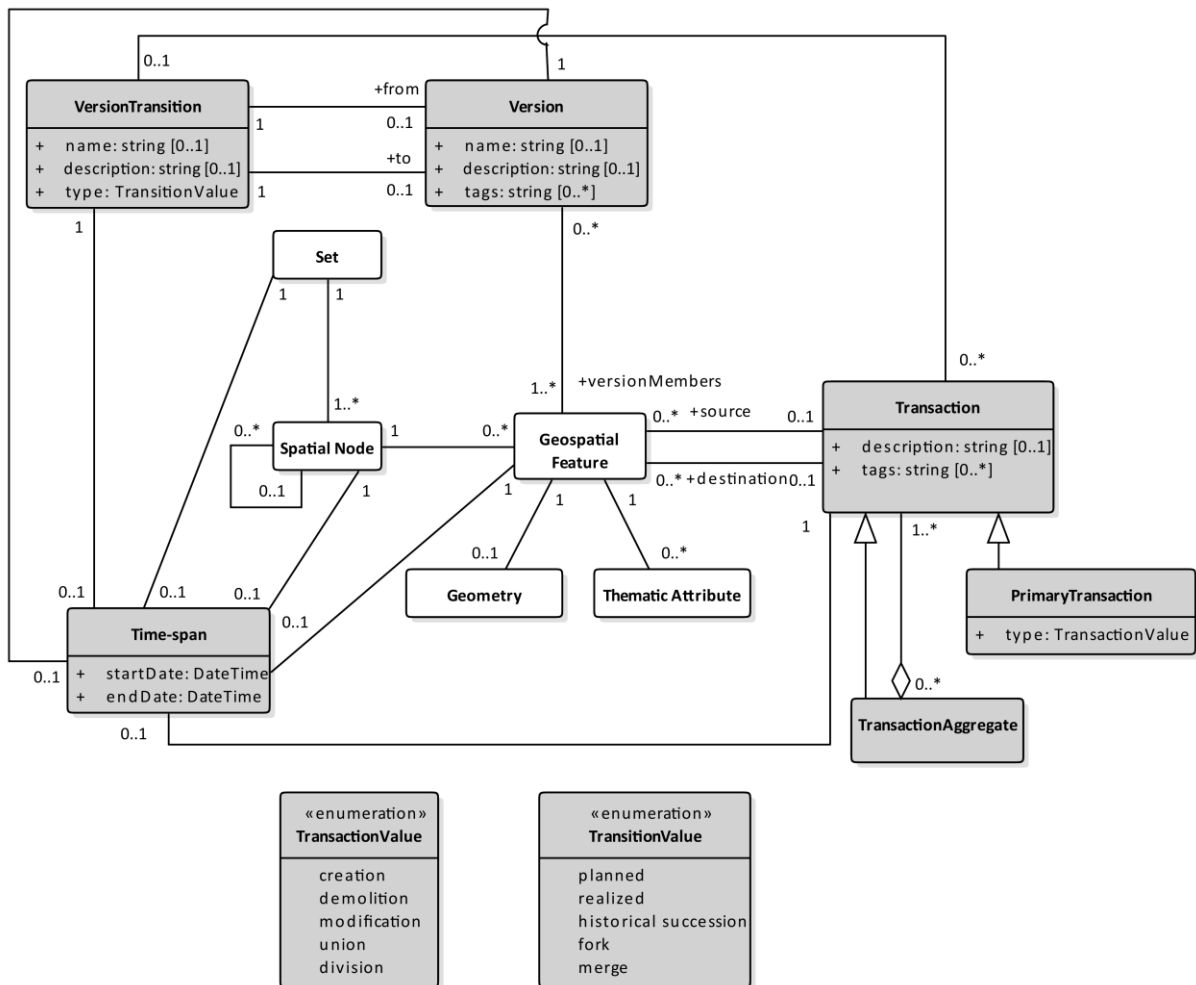 0..1
1
VersionTransition
+ name: string [0..1]
+ description: string [0..1]
+ type: TransitionValue
+from
1
0..1
+to
1
0..1
Version
+ name: string [0..1]
+ description: string [0..1]
+ tags: string [0..*]
1
0..*
Set
1
1
0..*
1..*
+versionMembers
1..*
0..*
Spatial Node
0..1
1
1
0..*
Geospatial
Feature
0..*
+source
0..1
0..*
+destination
0..1
Transaction
+ description: string [0..1]
+ tags: string [0..*]
1
1
1
1
1..*
0..1
0..*
Geometry
Thematic Attribute
PrimaryTransaction
+ type: TransactionValue
0..1
0..1
0..1
0..1
Time-span
+ startDate: DateTime
+ endDate: DateTime
0..1
0..1
0..*
TransactionAggregate
«enumeration»
TransactionValue
creation
demolition
modification
union
division
«enumeration»
TransitionValue
planned
realized
historical succession
fork
merge